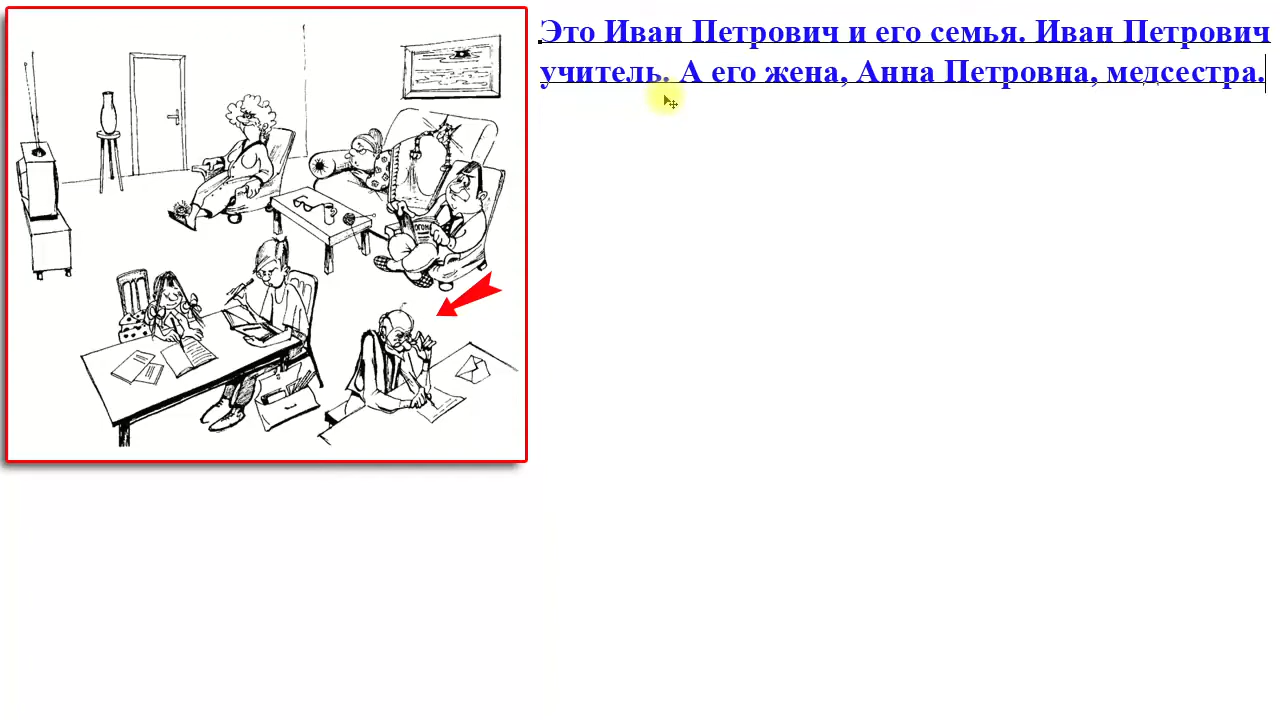 Это Иван Петрович и его семья. Иван Петрович
учитель. А его жена, Анна Петровна, медсестра.